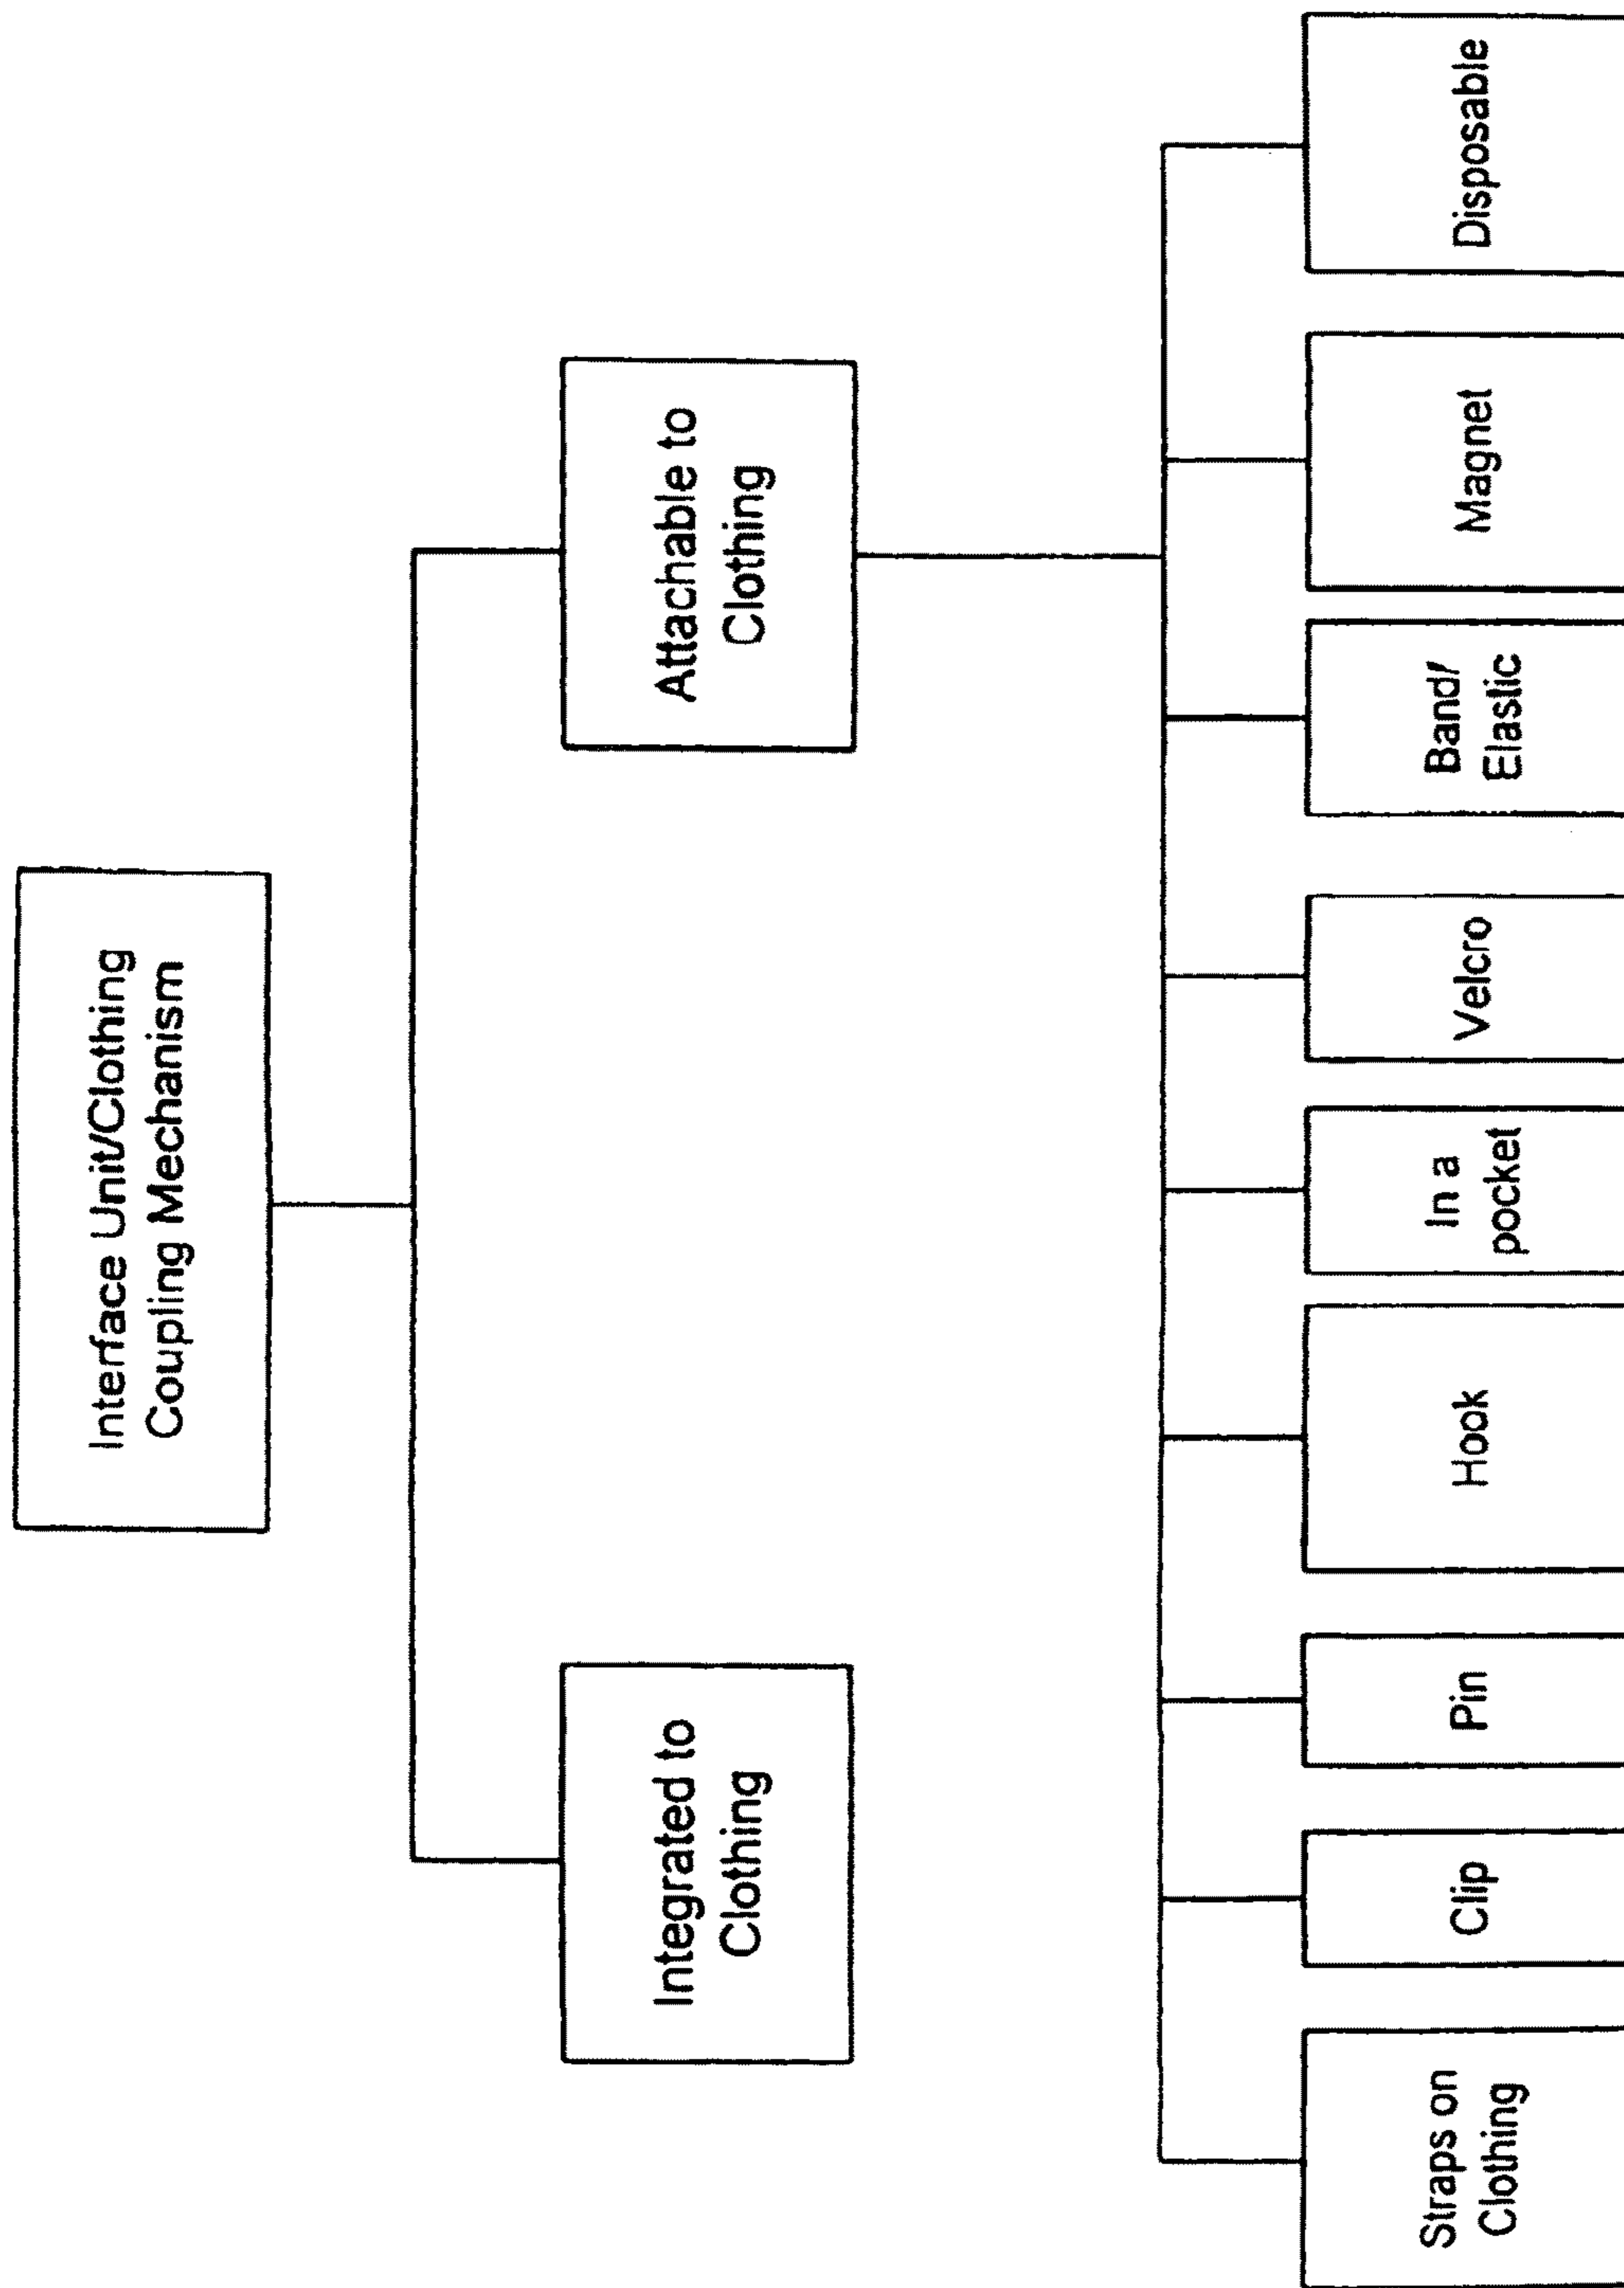 Interface Unit/Clothing
Coupling Mechanism
Integrated to
Clothing
Attachable to
Clothing
Straps on
Clothing
Clip
Pin
Hook
In a
pocket
Velcro
Band/
Elastic
Magnet
Disposable